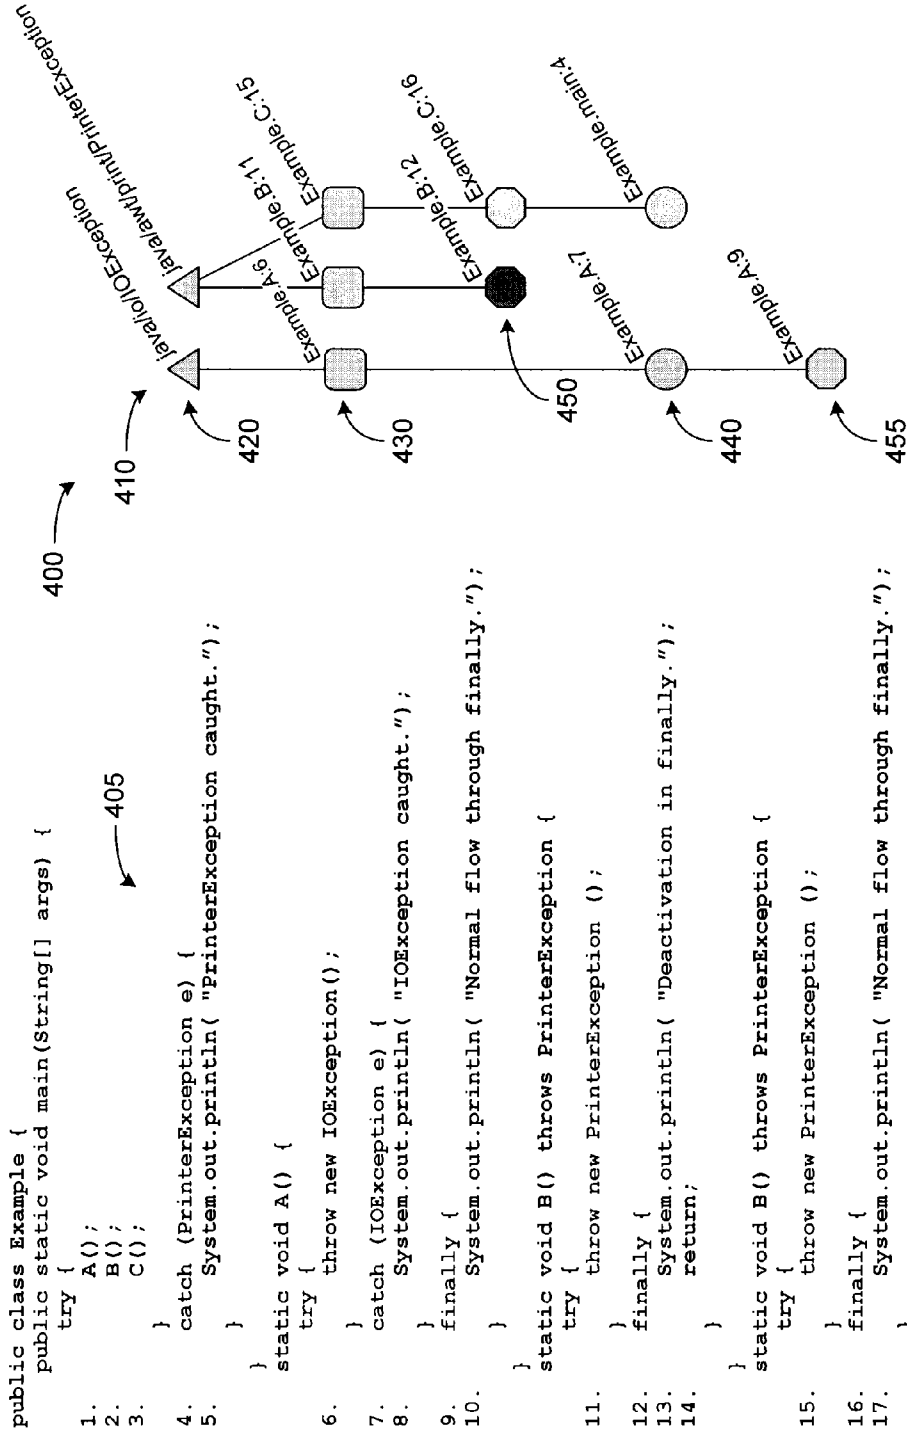 public class Example {
public static void main(String[] args) {
try {
1. A();
2. B();
3. C();
}
4. catch (PrinterException e) {
5. System.out.println( "PrinterException caught.");
}
}
static void A() {
try {
6. throw new IOException();
}
7. catch (IOException e) {
8. System.out.println( "IOException caught.");
}
9. finally {
10. System.out.println( "Normal flow through finally.");
}
}
static void B() throws PrinterException {
try {
11. throw new PrinterException ();
}
12. finally {
13. System.out.println( "Deactivation in finally.");
14. return;
}
}
static void B() throws PrinterException {
try {
15. throw new PrinterException ();
}
16. finally {
17. System.out.println( "Normal flow through finally.");
}
400
405
410
420
430
450
440
455
java/io/IOException
java/awt/print/PrinterException
Example.A:6
Example.B:11
Example.C:15
Example.B:12
Example.C:16
Example.A:7
Example.main:4
Example.A:9